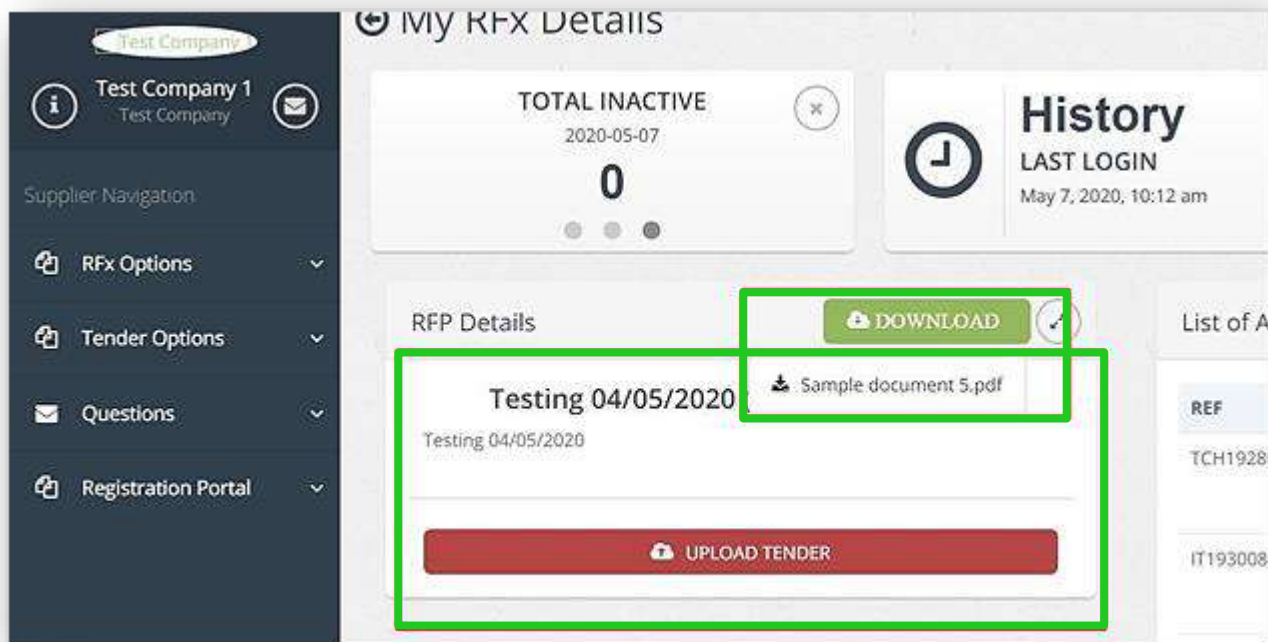 Test Company
My RFx Details
Test Company 1
Test Company
Supplier Navigation
RFx Options
Tender Options
Questions
Registration Portal
TOTAL INACTIVE
2020-05-07
0
History
LAST LOGIN
May 7, 2020, 10:12 am
RFP Details
DOWNLOAD
Sample document 5.pdf
Testing 04/05/2020
Testing 04/05/2020
UPLOAD TENDER
List of A
REF
TCH1928
IT193008